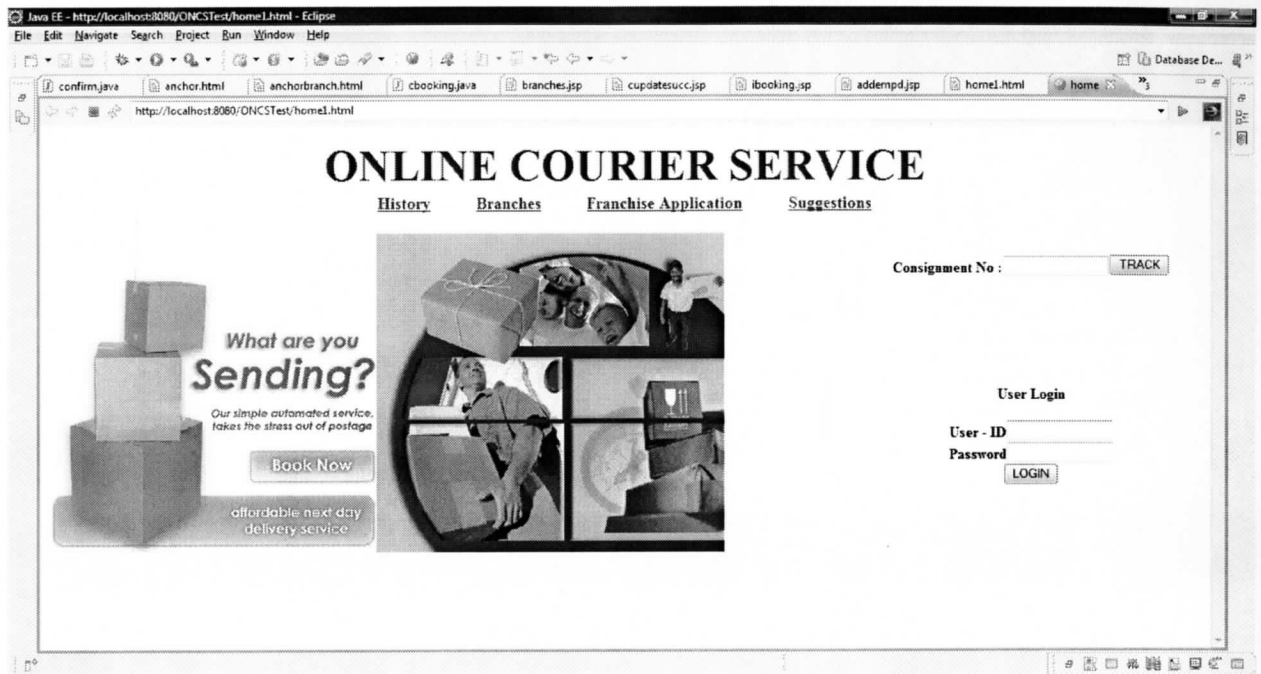 Java EE - http://localhost:8080/ONCSTest/home1.html - Eclipse
File Edit Navigate Search Project Run Window Help
Database De...
confirm.java anchor.html anchorbranch.html cbooking.java branches.jsp cupdatesucc.jsp ibooking.jsp addempd.jsp home1.html home
http://localhost:8080/ONCSTest/home1.html
ONLINE COURIER SERVICE
History Branches Franchise Application Suggestions
Consignment No : TRACK
What are you
Sending?
Our simple automated service,
takes the stress out of postage
Book Now
affordable next day
delivery service
User Login
User - ID
Password
LOGIN